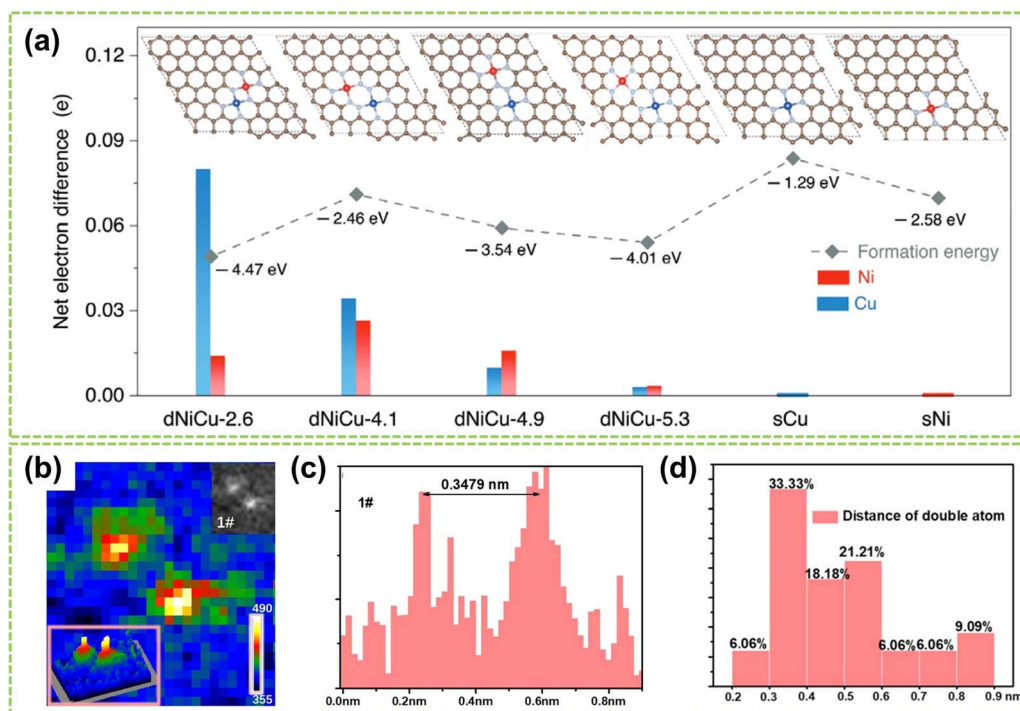 (a)
Net electron difference (e)
0.12
0.09
0.06
0.03
0.00
− 4.47 eV
− 2.46 eV
− 3.54 eV
− 4.01 eV
− 1.29 eV
− 2.58 eV
Formation energy
Ni
Cu
dNiCu-2.6
dNiCu-4.1
dNiCu-4.9
dNiCu-5.3
sCu
sNi
(b)
1#
490
355
(c)
1#
0.3479 nm
0.0nm
0.2nm
0.4nm
0.6nm
0.8nm
(d)
Distance of double atom
6.06%
33.33%
18.18%
21.21%
6.06%
6.06%
9.09%
0.2 0.3 0.4 0.5 0.6 0.7 0.8 0.9 nm